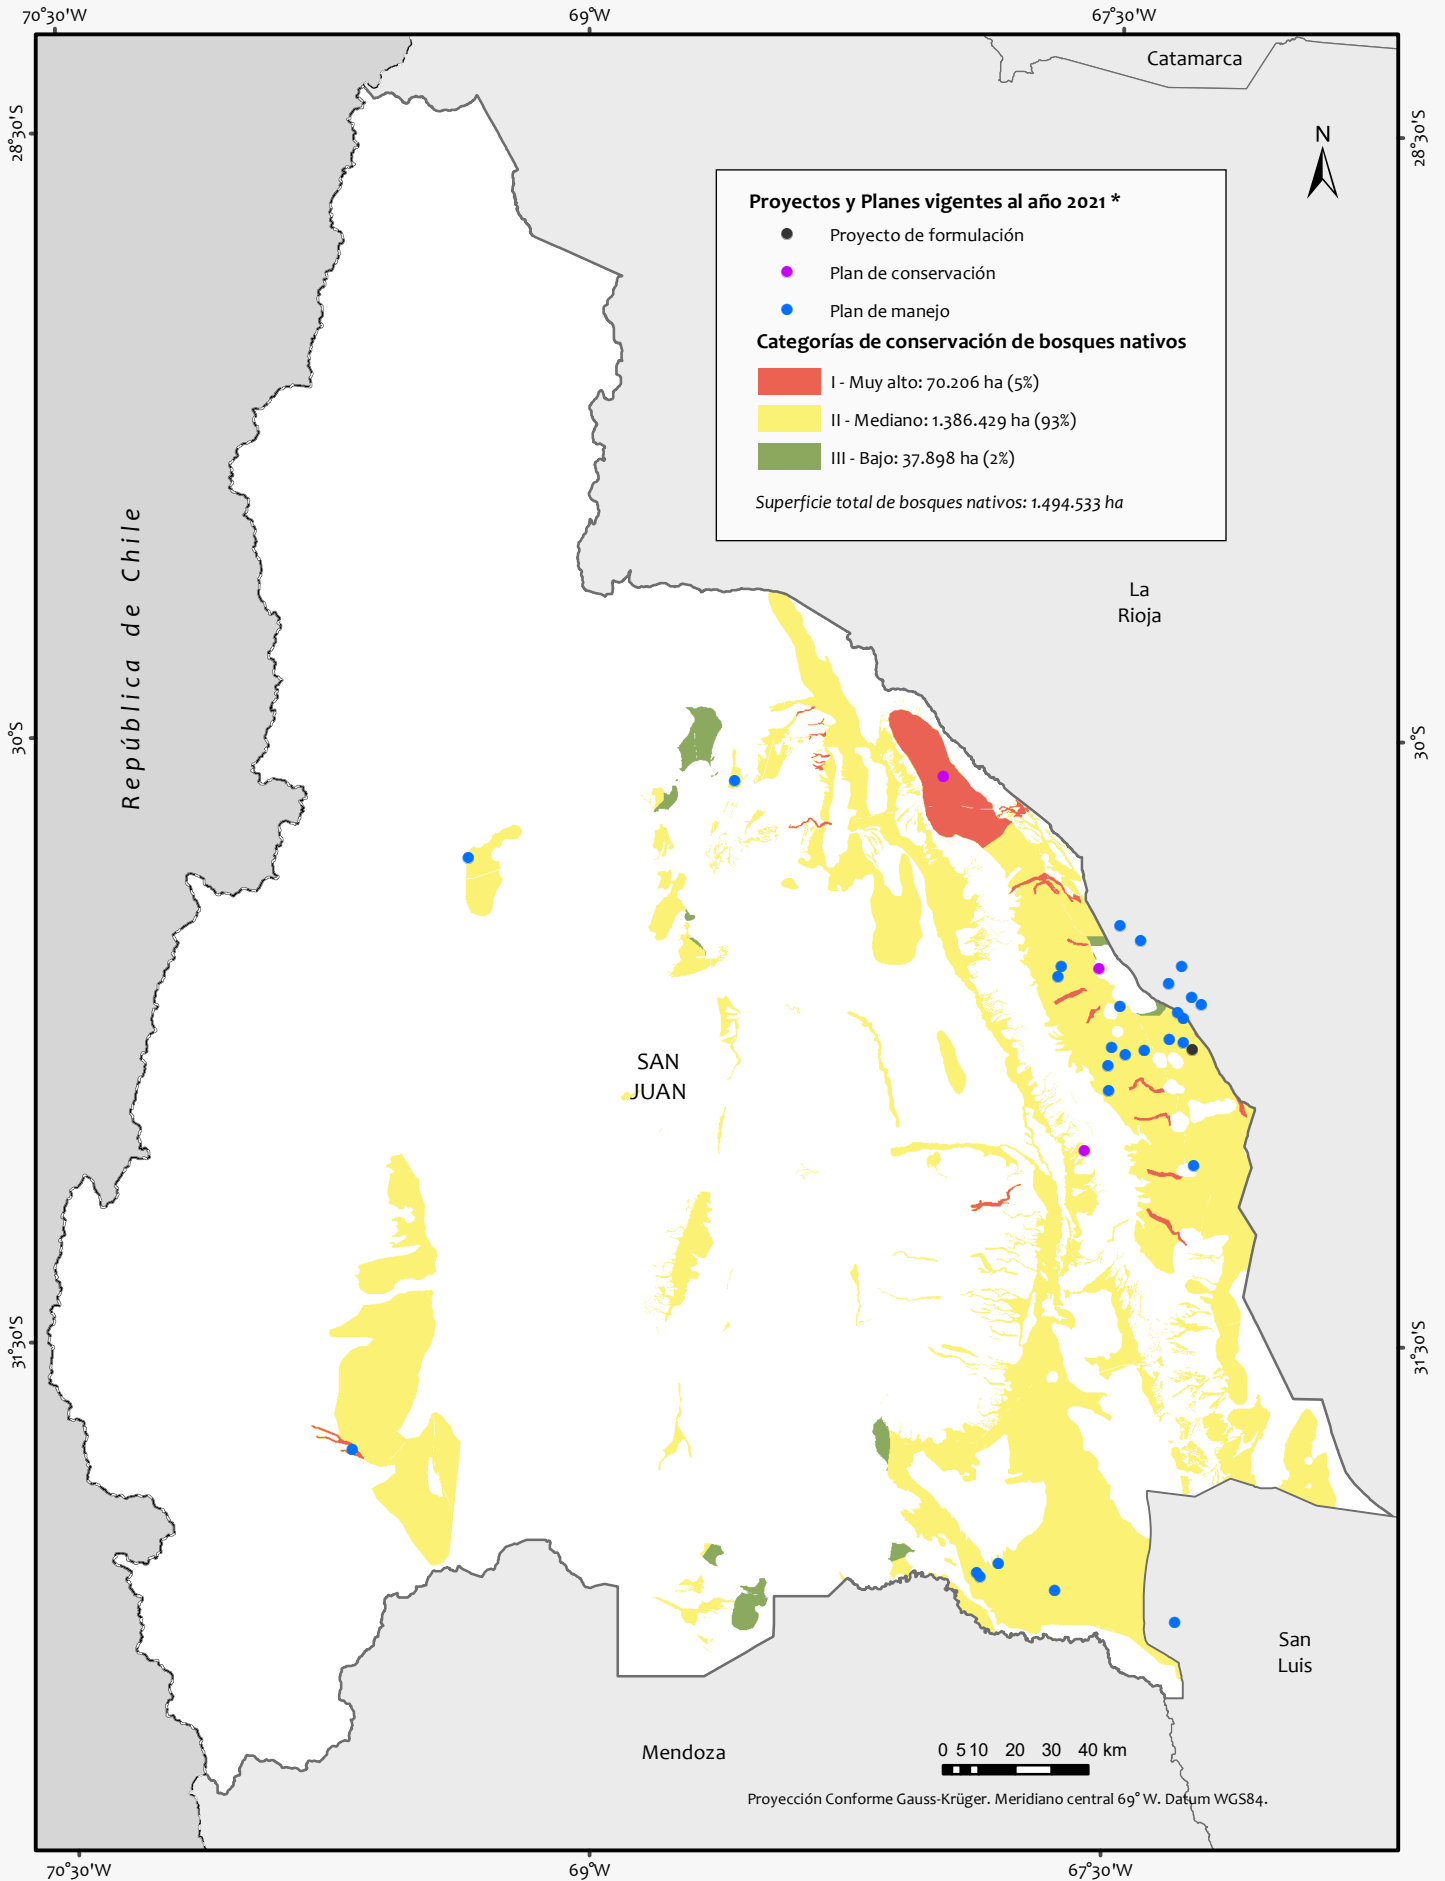 70°30'W
69°W
67°30'W
Catamarca
28°30'S
28°30'S
N
Proyectos y Planes vigentes al año 2021 *
Proyecto de formulación
Plan de conservación
Plan de manejo
Categorías de conservación de bosques nativos
I - Muy alto: 70.206 ha (5%)
II - Mediano: 1.386.429 ha (93%)
III - Bajo: 37.898 ha (2%)
Superficie total de bosques nativos: 1.494.533 ha
República de Chile
La
Rioja
30°S
30°S
SAN
JUAN
31°30'S
31°30'S
San
Luis
Mendoza
0 5 10 20 30 40 km
Proyección Conforme Gauss-Krüger. Meridiano central 69° W. Datum WGS84.
70°30'W
69°W
67°30'W